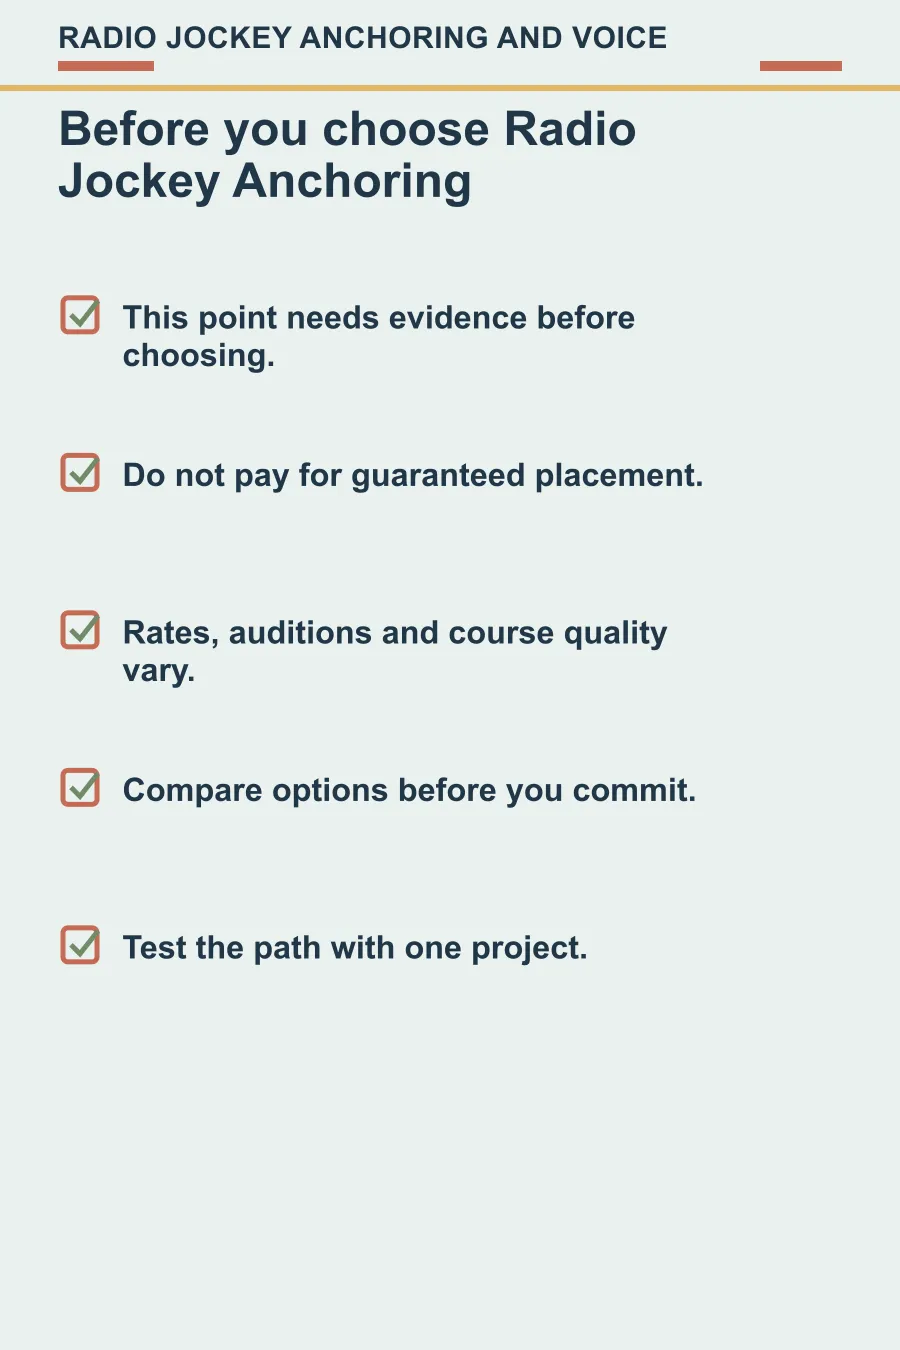 RADIO JOCKEY ANCHORING AND VOICE
Before you choose Radio
Jockey Anchoring
This point needs evidence before
choosing.
Do not pay for guaranteed placement.
Rates, auditions and course quality
vary.
Compare options before you commit.
Test the path with one project.